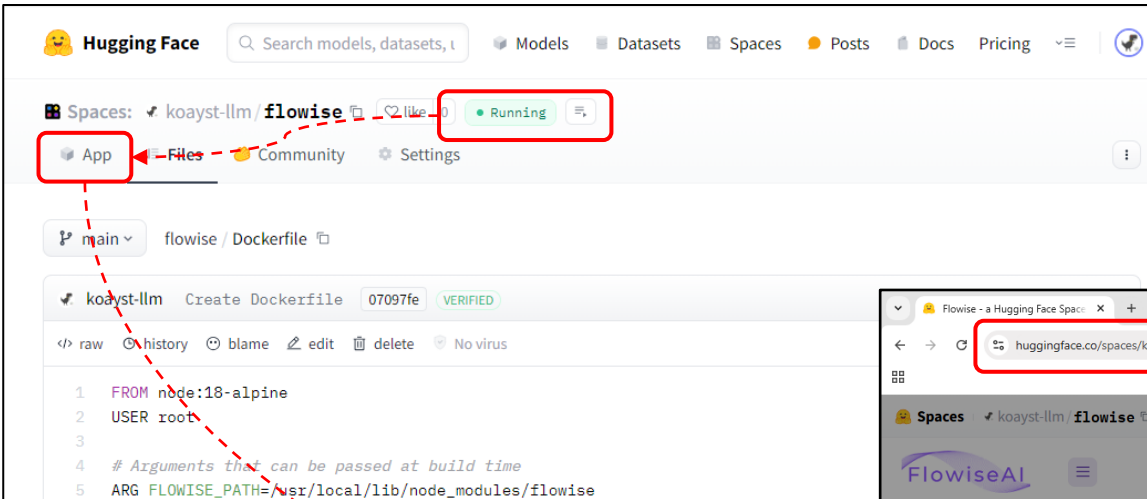 Hugging Face
Search models, datasets, u
Models
Datasets
Spaces
Posts
Docs
Pricing
Spaces:
koayst-llm/flowise
like 0
Running
App
Files
Community
Settings
main
flowise / Dockerfile
koayst-llm Create Dockerfile 07097fe VERIFIED
</> raw history blame edit delete No virus
1 FROM node:18-alpine
2 USER root
3
4 # Arguments that can be passed at build time
5 ARG FLOWISE_PATH=/usr/local/lib/node_modules/flowise
Flowise - a Hugging Face Space
huggingface.co/spaces/k
Spaces koayst-llm/flowise
FlowiseAI